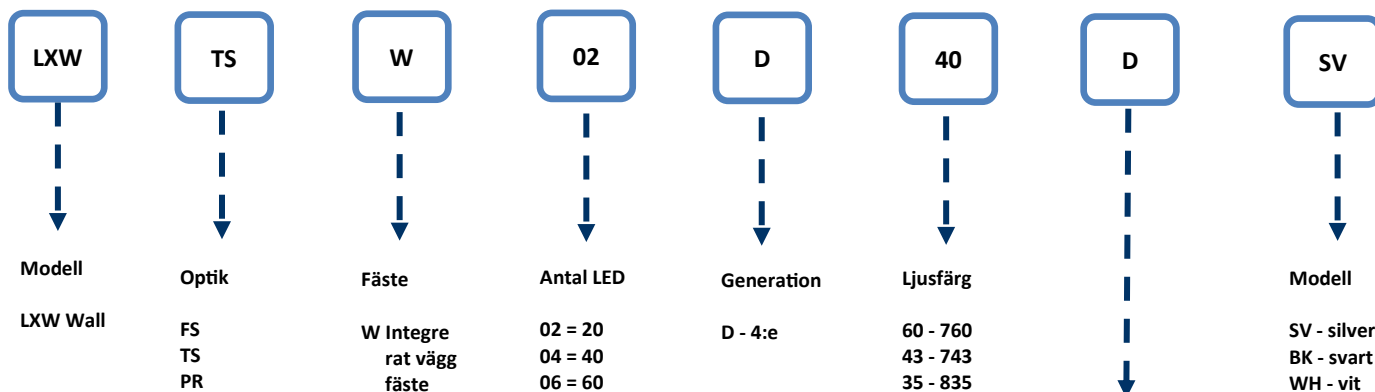 LXW TS W 02 D 40 D SV
Modell Optik Fäste Antal LED Generation Ljusfärg Modell
LXW Wall FS W Integre 02 = 20 D - 4:e 60 - 760 SV - silver
TS rat vägg 04 = 40 43 - 743 BK - svart
PR fäste 06 = 60 35 - 835 WH - vit